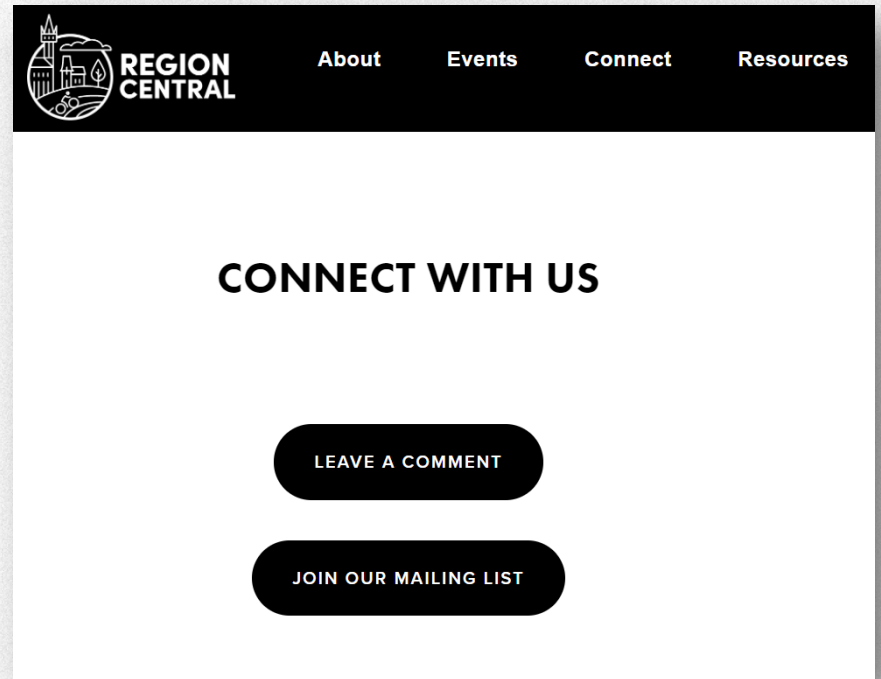 REGION
CENTRAL
About Events Connect Resources
CONNECT WITH US
LEAVE A COMMENT
JOIN OUR MAILING LIST